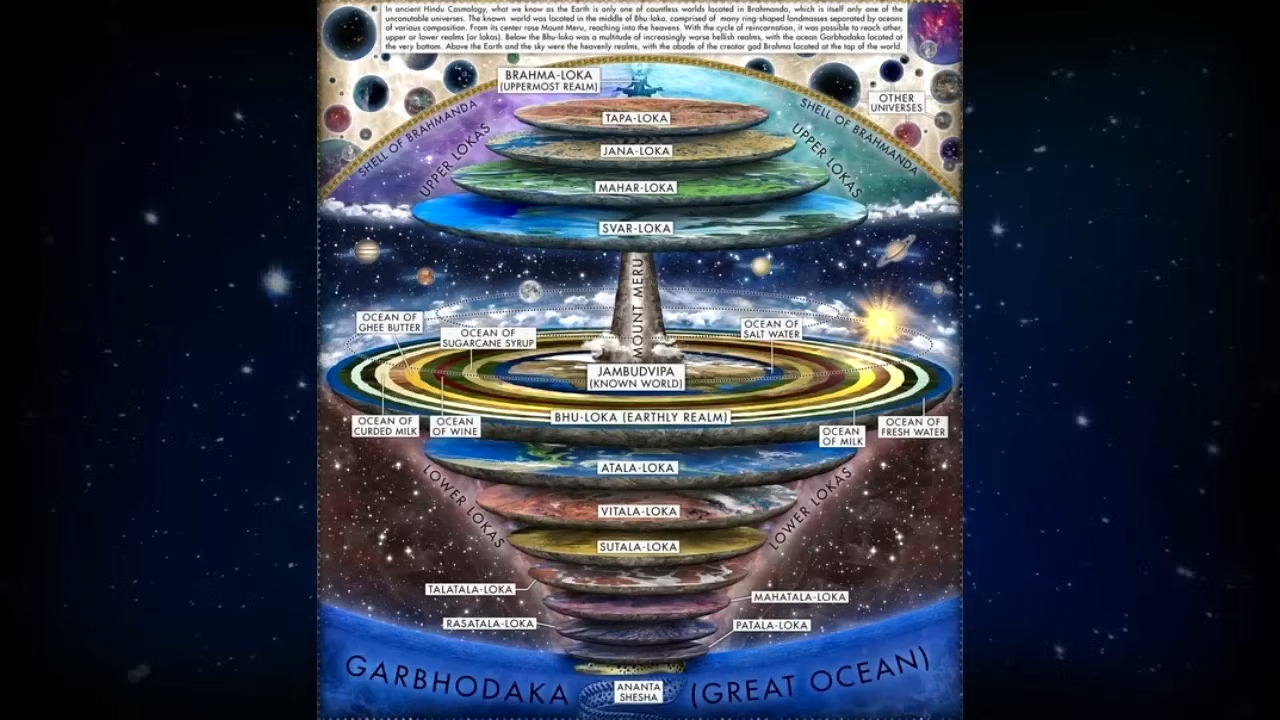 In ancient Hindu Cosmology, what we know as the Earth is only one of countless worlds located in Brahmanda, which is itself only one of the
uncountable universes. The known world was located in the middle of Bhu-loka, comprised of many ring-shaped landmasses separated by oceans
of various composition. From its center rose Mount Meru, reaching into the heavens. With the cycle of reincarnation, it was possible to reach other,
upper or lower realms (or lokas). Below the Bhu-loka was a multitude of increasingly worse hellish realms, with the ocean Garbhodaka located at
the very bottom. Above the Earth and the sky were the heavenly realms, with the abode of the creator god Brahma located at the top of the world.
BRAHMA-LOKA
(UPPERMOST REALM)
OTHER
UNIVERSES
SHELL OF BRAHMANDA
SHELL OF BRAHMANDA
UPPER LOKAS
UPPER LOKAS
TAPA-LOKA
JANA-LOKA
MAHAR-LOKA
SVAR-LOKA
MOUNT MERU
OCEAN OF
GHEE BUTTER
OCEAN OF
SUGARCANE SYRUP
OCEAN OF
SALT WATER
JAMBUDVIPA
(KNOWN WORLD)
BHU-LOKA (EARTHLY REALM)
OCEAN OF
CURDED MILK
OCEAN
OF WINE
OCEAN
OF MILK
OCEAN OF
FRESH WATER
ATALA-LOKA
LOWER LOKAS
LOWER LOKAS
VITALA-LOKA
SUTALA-LOKA
TALATALA-LOKA
MAHATALA-LOKA
RASATALA-LOKA
PATALA-LOKA
GARBHODAKA
(GREAT OCEAN)
ANANTA
SHESHA